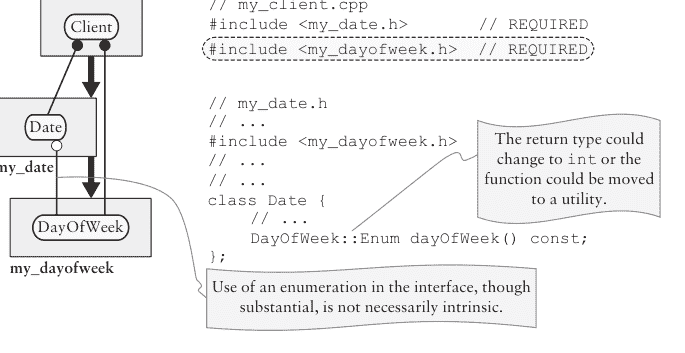 Client
Date
my_date
DayOfWeek
my_dayofweek
// my_client.cpp
#include <my_date.h>       // REQUIRED
#include <my_dayofweek.h>  // REQUIRED
// my_date.h
// ...
#include <my_dayofweek.h>
// ...
// ...
class Date {
    // ...
    DayOfWeek::Enum dayOfWeek() const;
};
The return type could
change to int or the
function could be moved
to a utility.
Use of an enumeration in the interface, though
substantial, is not necessarily intrinsic.